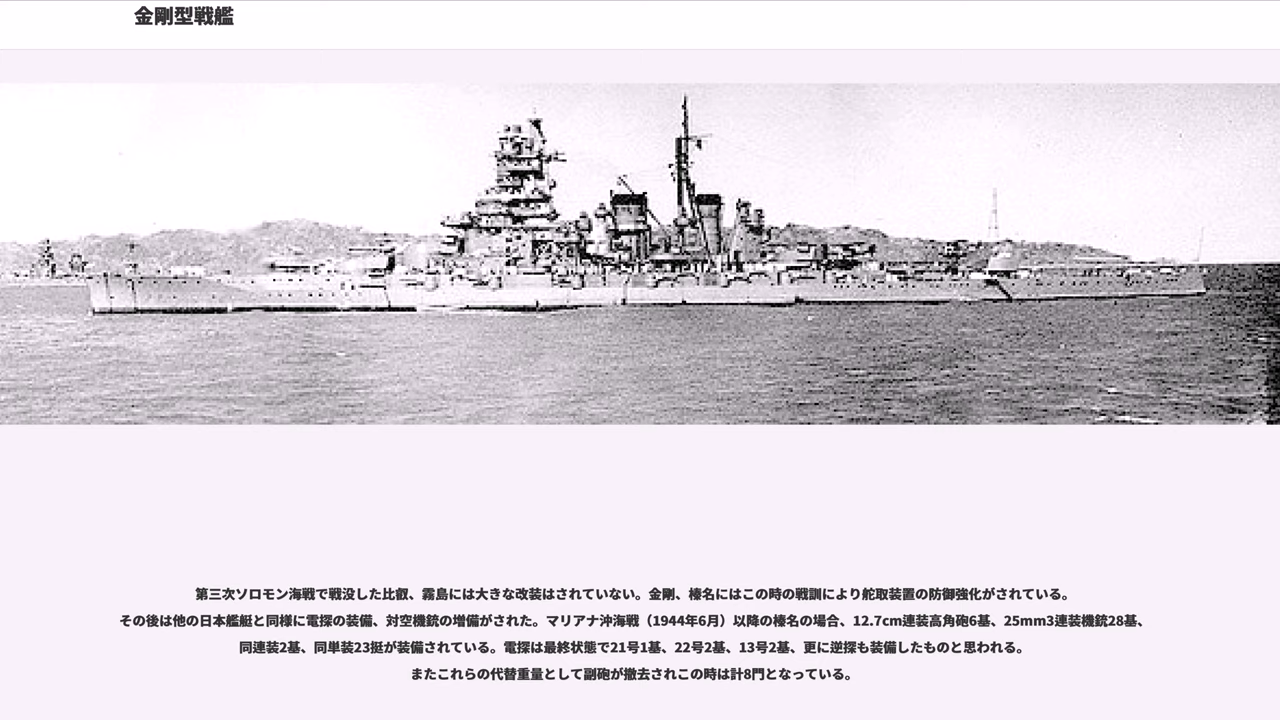 金剛型戦艦
第三次ソロモン海戦で戦没した比叡、霧島には大きな改装はされていない。金剛、榛名にはこの時の戦訓により舵取装置の防御強化がされている。
その後は他の日本艦艇と同様に電探の装備、対空機銃の増備がされた。マリアナ沖海戦（1944年6月）以降の榛名の場合、12.7cm連装高角砲6基、25mm3連装機銃28基、
同連装2基、同単装23挺が装備されている。電探は最終状態で21号1基、22号2基、13号2基、更に逆探も装備したものと思われる。
またこれらの代替重量として副砲が撤去されこの時は計8門となっている。